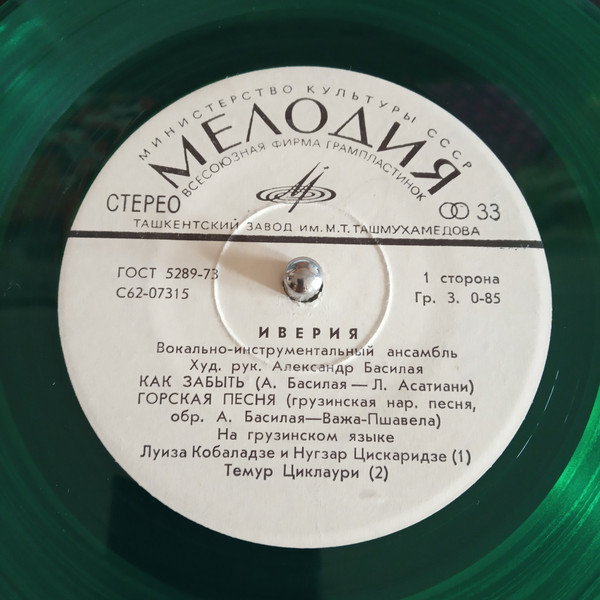 МИНИСТЕРСТВО КУЛЬТУРЫ СССР
МЕЛОДИЯ
ВСЕСОЮЗНАЯ ФИРМА ГРАМПЛАСТИНОК
СТЕРЕО
33
ТАШКЕНТСКИЙ ЗАВОД ИМ. М.Т. ТАШМУХАМЕДОВА
ГОСТ 5289-73
1 сторона
С62-07315
Гр. 3. 0-85
ИВЕРИЯ
Вокально-инструментальный ансамбль
Худ. рук. Александр Басилая
КАК ЗАБЫТЬ (А. Басилая — Л. Асатиани)
ГОРСКАЯ ПЕСНЯ (грузинская нар. песня,
обр. А. Басилая—Важа-Пшавела)
На грузинском языке
Луиза Кобаладзе и Нугзар Цискаридзе (1)
Темур Циклаури (2)